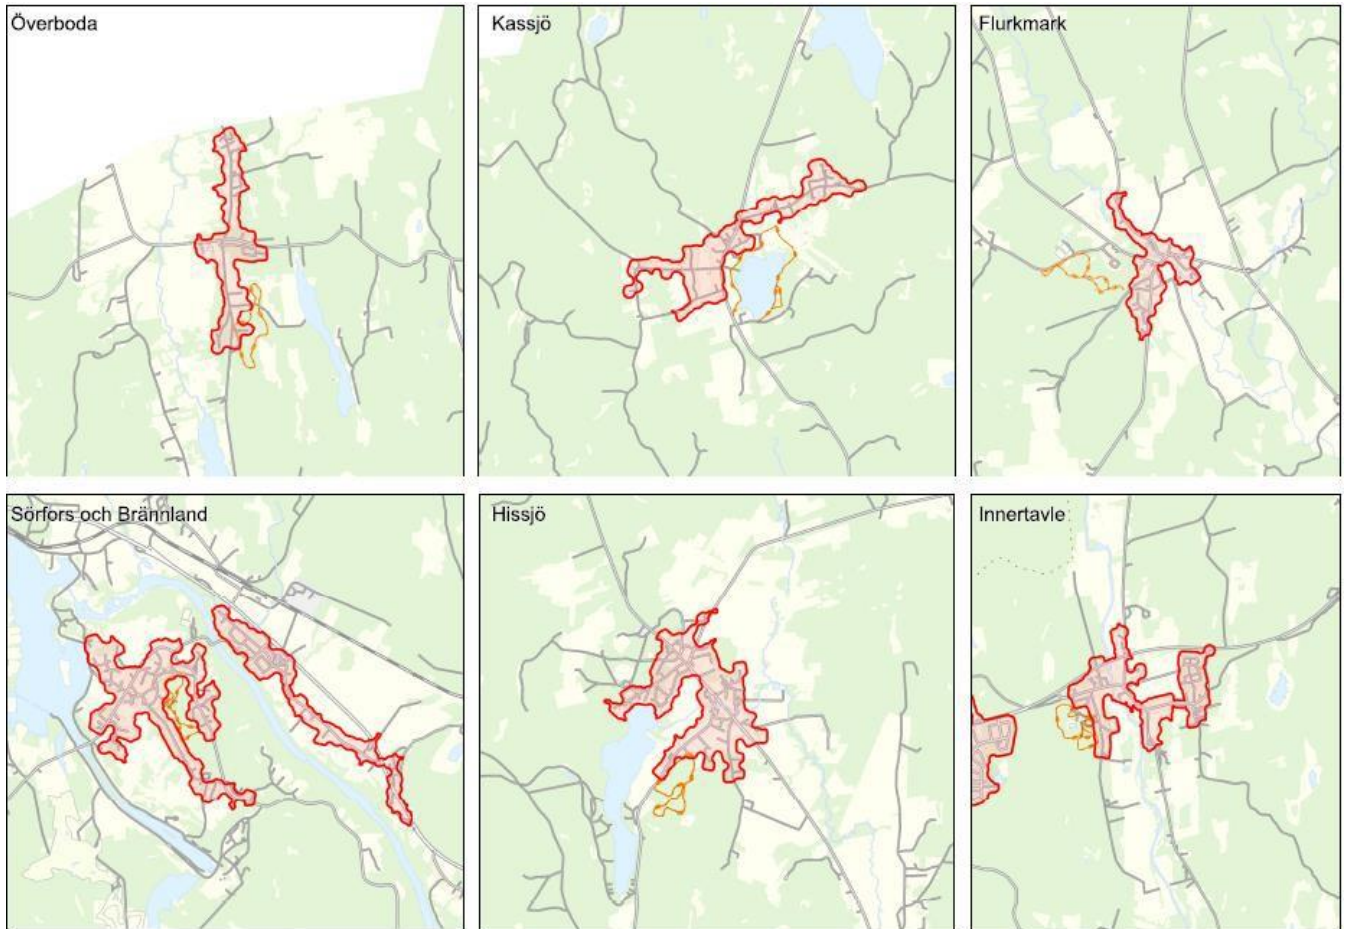 Överboda
Kassjö
Flurkmark
Sörfors och Brännland
Hissjö
Innertavle